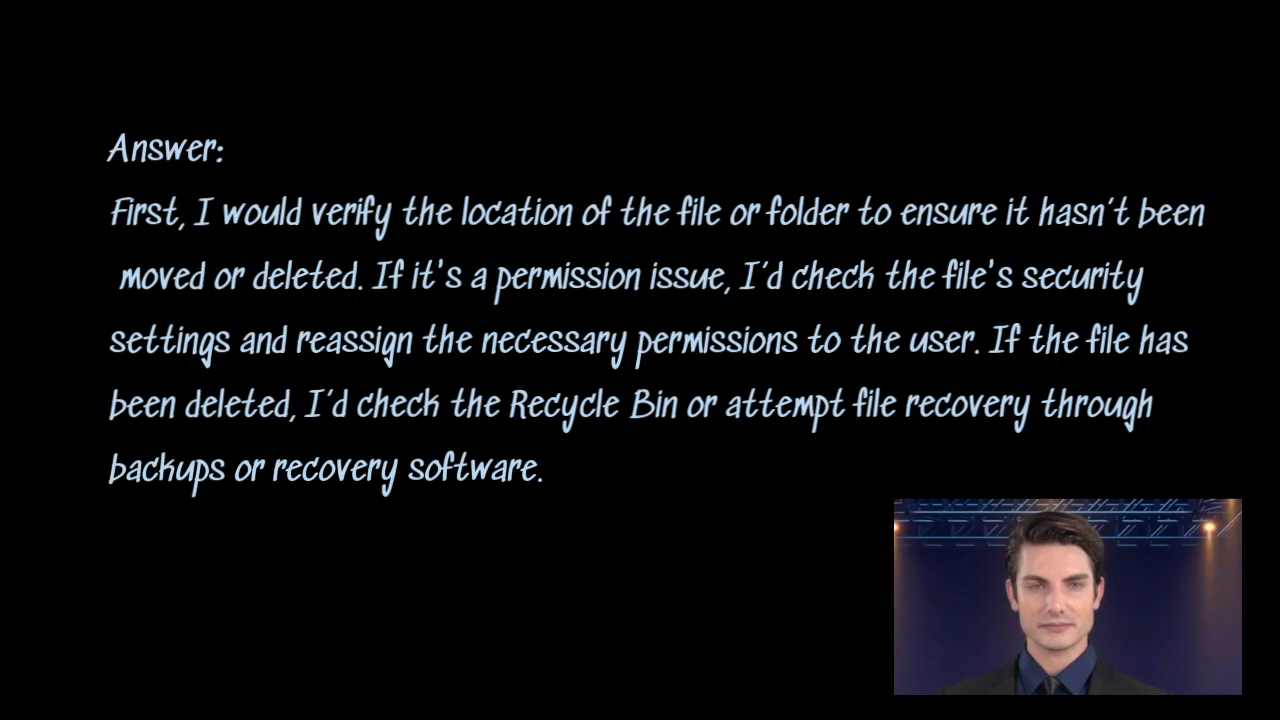 Answer:
First, I would verify the location of the file or folder to ensure it hasn't been
moved or deleted. If it's a permission issue, I'd check the file's security
settings and reassign the necessary permissions to the user. If the file has
been deleted, I'd check the Recycle Bin or attempt file recovery through
backups or recovery software.